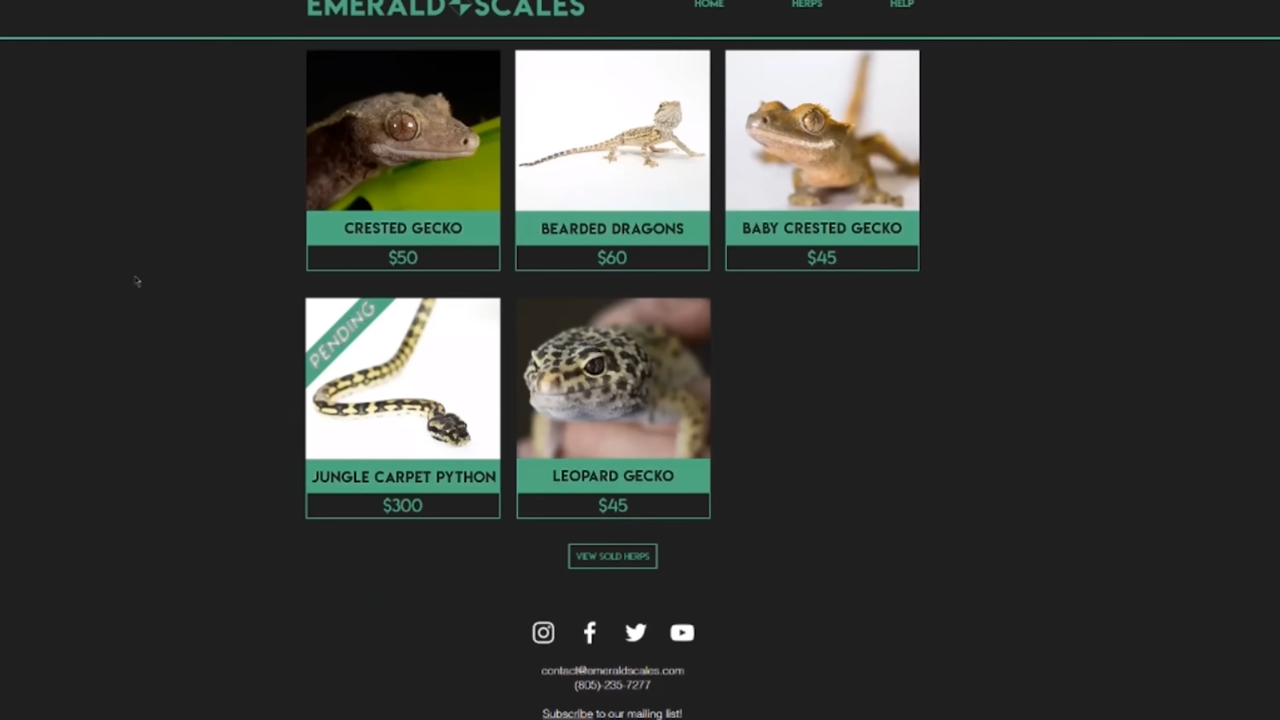 EMERALD SCALES
HOME HERPS HELP
CRESTED GECKO
$50
BEARDED DRAGONS
$60
BABY CRESTED GECKO
$45
PENDING
JUNGLE CARPET PYTHON
$300
LEOPARD GECKO
$45
VIEW SOLD HERPS
contact@emeraldscales.com
(805)-235-7277
Subscribe to our mailing list!